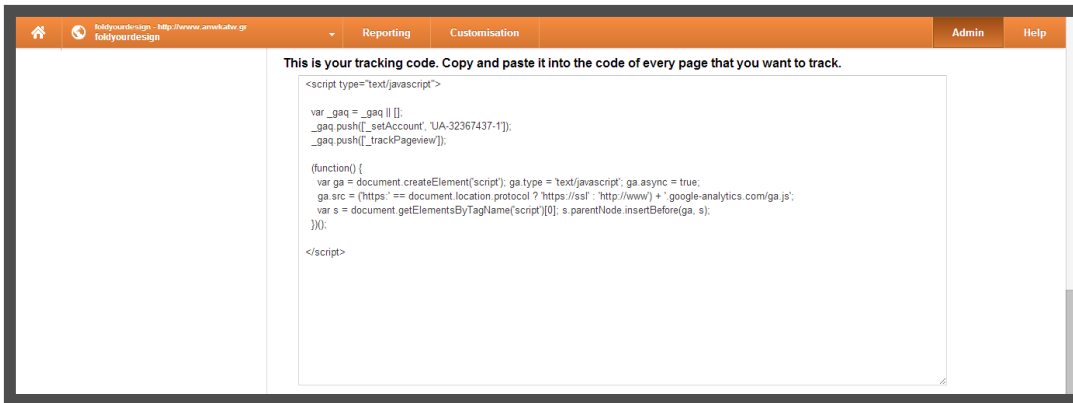 foldyourdesign - http://www.anwkatw.gr
foldyourdesign
Reporting
Customisation
Admin
Help
This is your tracking code. Copy and paste it into the code of every page that you want to track.
<script type="text/javascript">
var _gaq = _gaq || [];
_gaq.push(['_setAccount', 'UA-32367437-1']);
_gaq.push(['_trackPageview']);
(function() {
var ga = document.createElement('script'); ga.type = 'text/javascript'; ga.async = true;
ga.src = ('https:' == document.location.protocol ? 'https://ssl' : 'http://www') + '.google-analytics.com/ga.js';
var s = document.getElementsByTagName('script')[0]; s.parentNode.insertBefore(ga, s);
})();
</script>